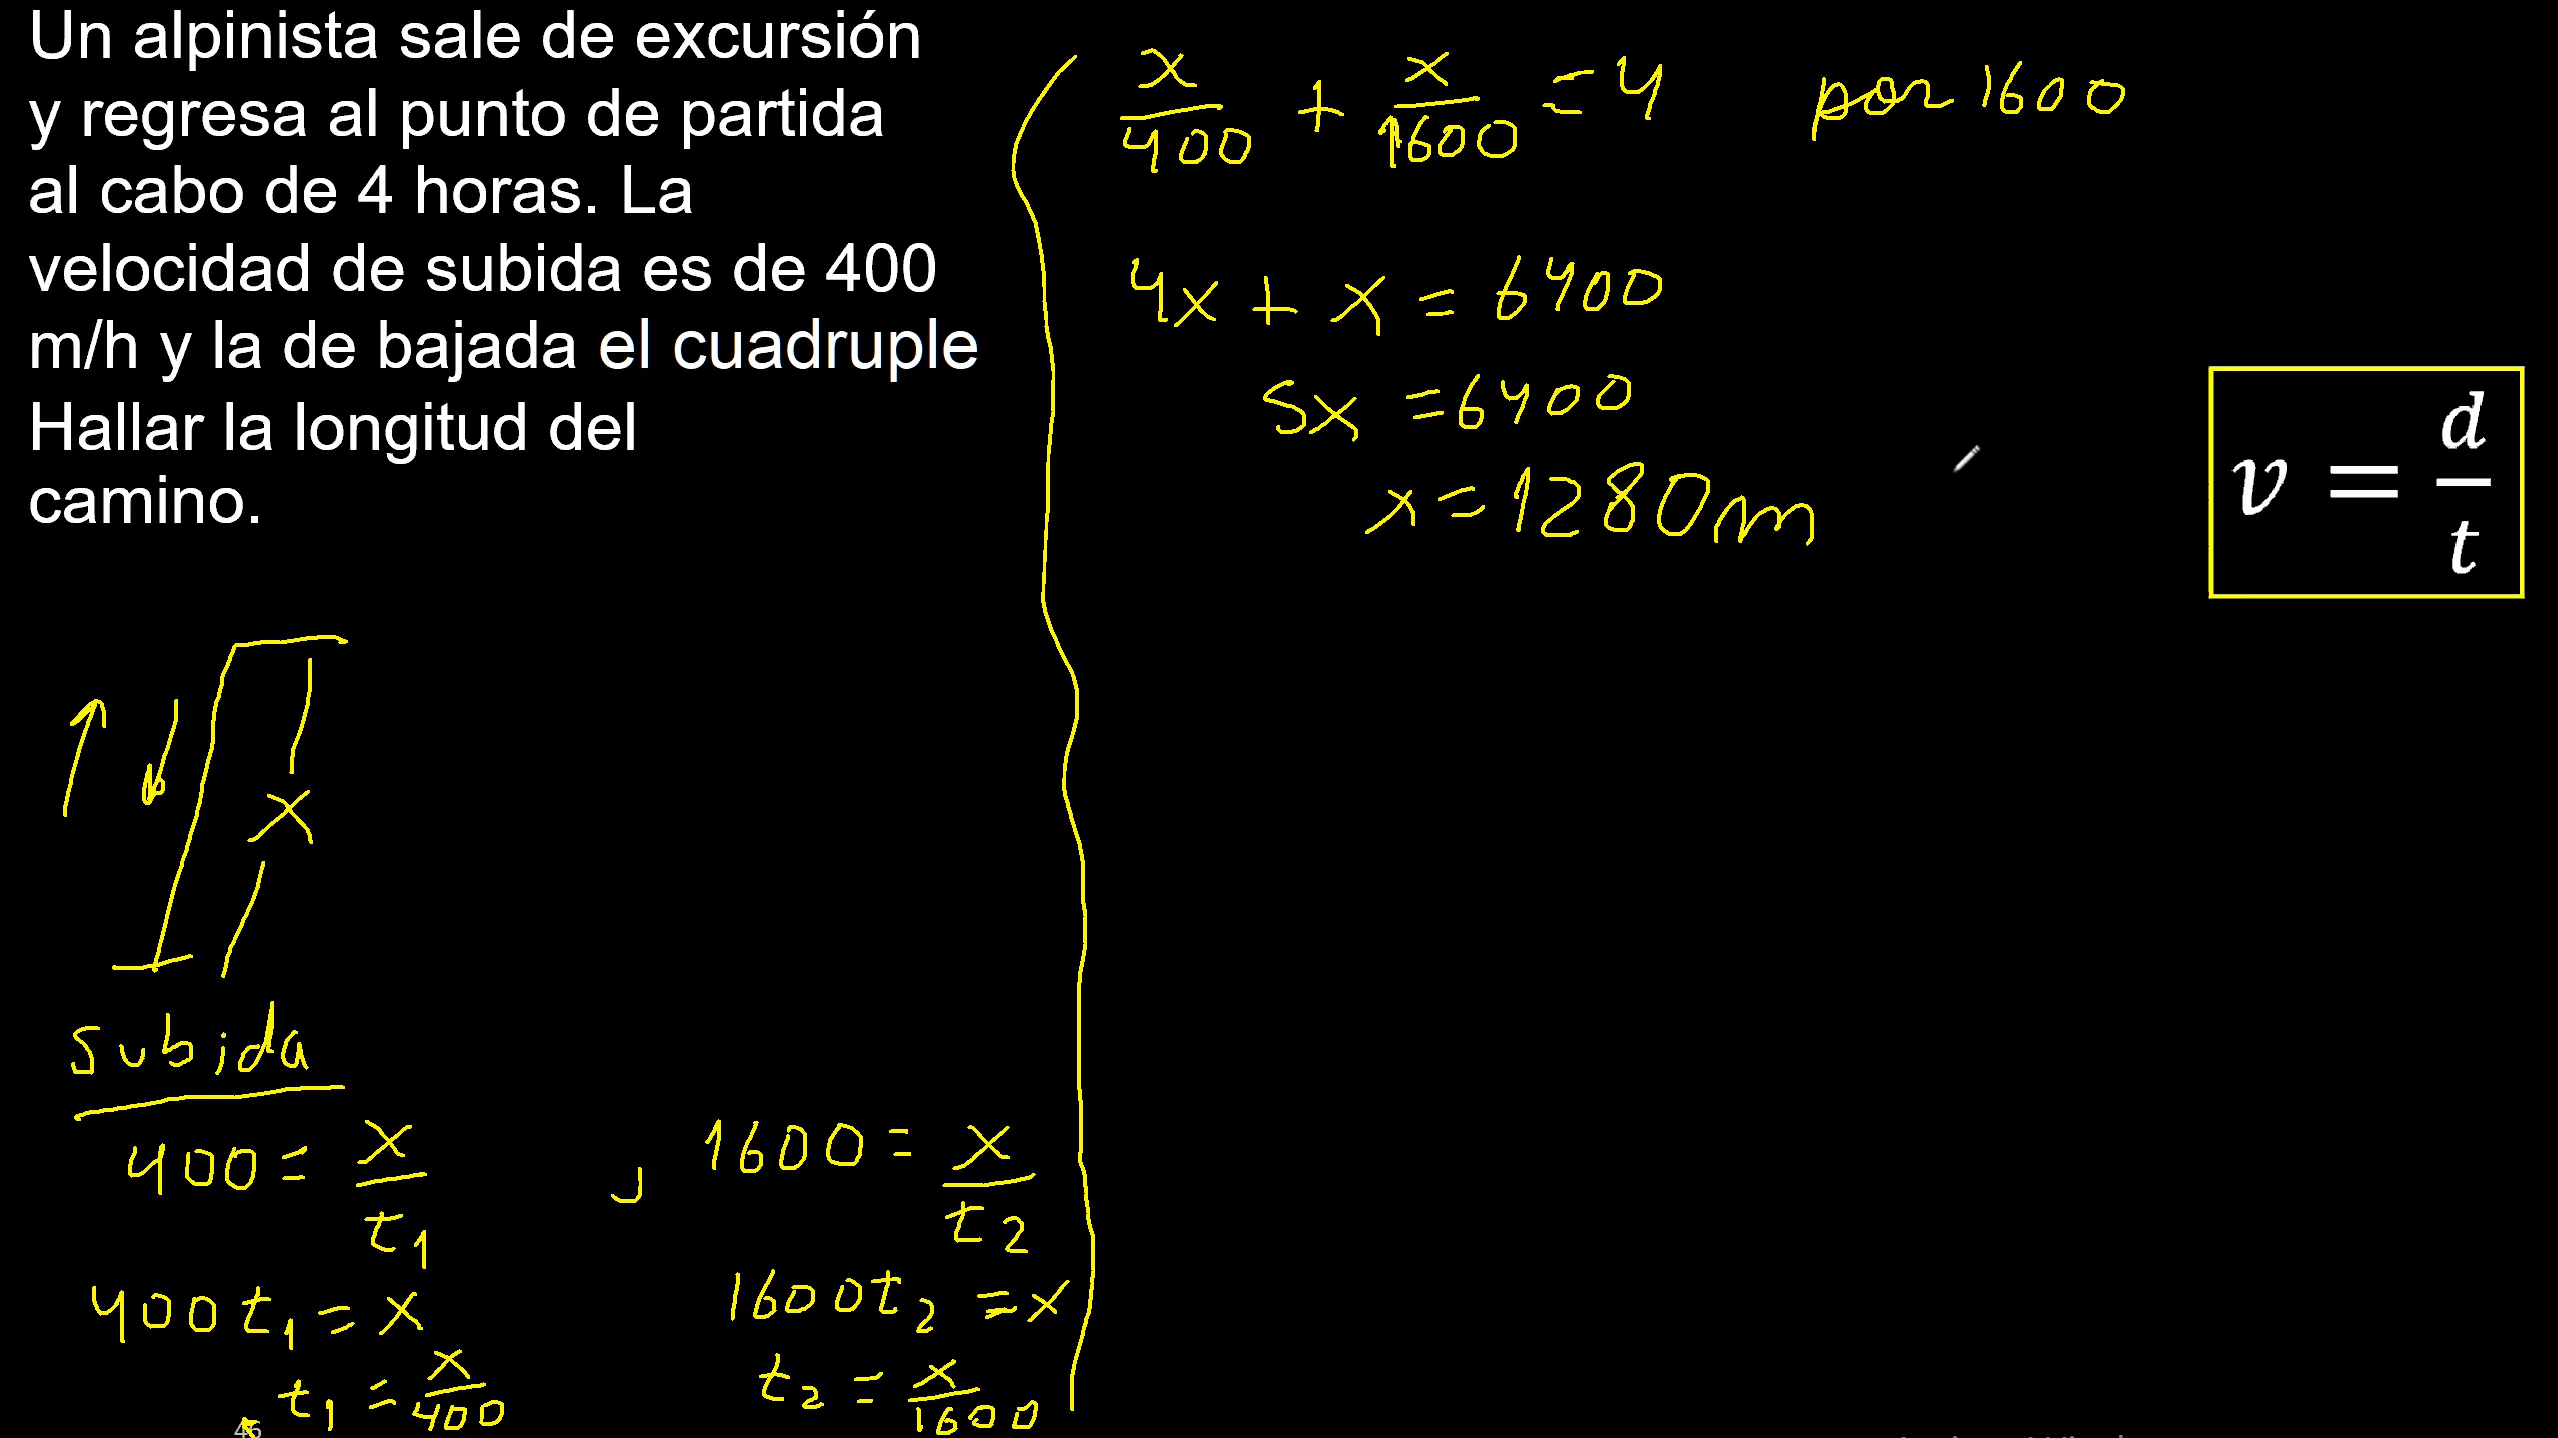 Un alpinista sale de excursión
y regresa al punto de partida
al cabo de 4 horas. La
velocidad de subida es de 400
m/h y la de bajada el cuadruple
Hallar la longitud del
camino.
x
subida
400 = x/t₁
400t₁ = x
t₁ = x/400
1600 = x/t₂
1600t₂ = x
t₂ = x/1600
x/400 + x/1600 = 4 por 1600
4x + x = 6400
5x = 6400
x = 1280m
v = d/t